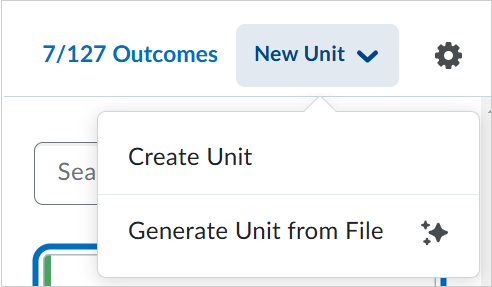 7/127 Outcomes New Unit
Create Unit
Sea
Generate Unit from File